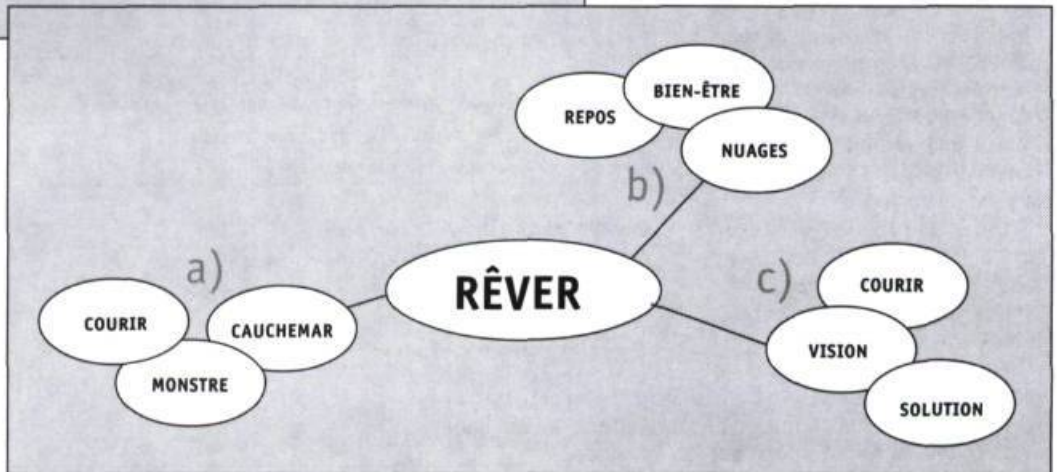 BIEN-ÊTRE
REPOS
NUAGES
b)
a)
RÊVER
c)
COURIR
COURIR
CAUCHEMAR
MONSTRE
VISION
SOLUTION